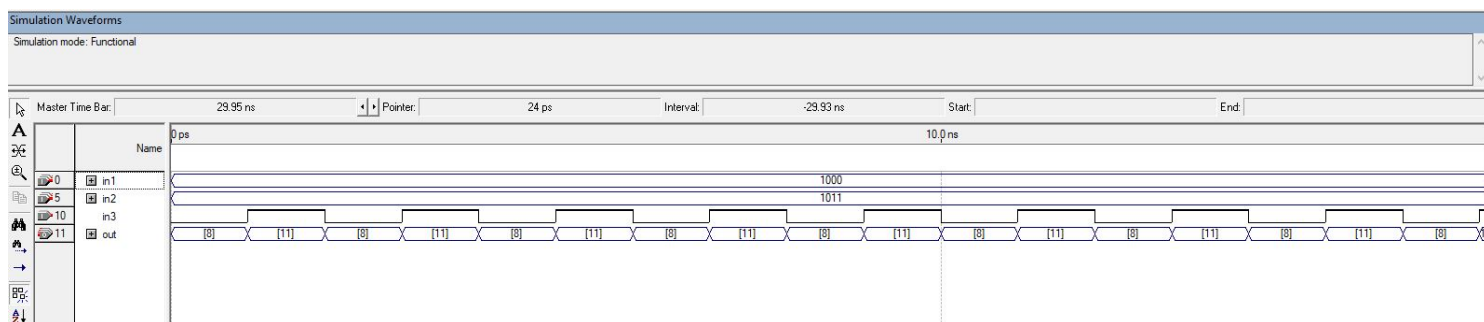 Simulation Waveforms
Simulation mode: Functional
Master Time Bar: 29.95 ns Pointer: 24 ps Interval: -29.93 ns Start: End:
A
Name
0 ps 10.0 ns
0 in1 1000
5 in2 1011
10 in3
11 out [8] [11] [8] [11] [8] [11] [8] [11] [8] [11] [8] [11] [8] [11] [8] [11] [8]